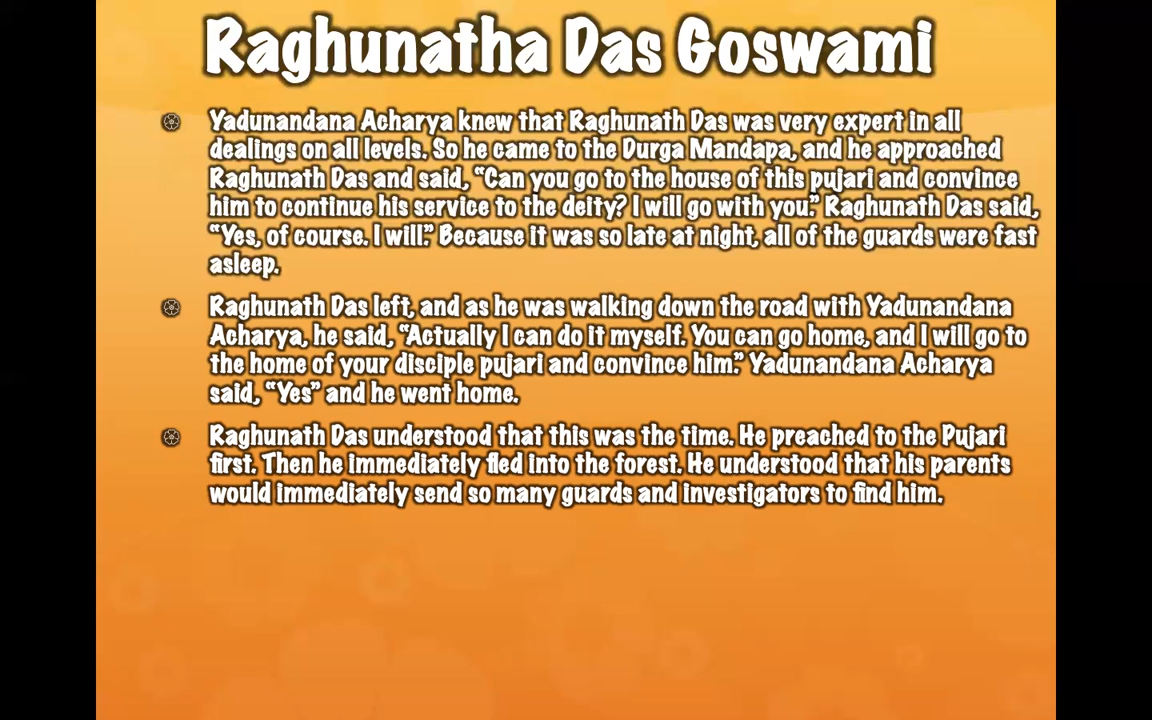 Raghunatha Das Goswami
Yadunandana Acharya knew that Raghunath Das was very expert in all
dealings on all levels. So he came to the Durga Mandapa, and he approached
Raghunath Das and said, “Can you go to the house of this pujari and convince
him to continue his service to the deity? I will go with you.” Raghunath Das said,
“Yes, of course. I will.” Because it was so late at night, all of the guards were fast
asleep.
Raghunath Das left, and as he was walking down the road with Yadunandana
Acharya, he said, “Actually I can do it myself. You can go home, and I will go to
the home of your disciple pujari and convince him.” Yadunandana Acharya
said, “Yes” and he went home.
Raghunath Das understood that this was the time. He preached to the Pujari
first. Then he immediately fled into the forest. He understood that his parents
would immediately send so many guards and investigators to find him.